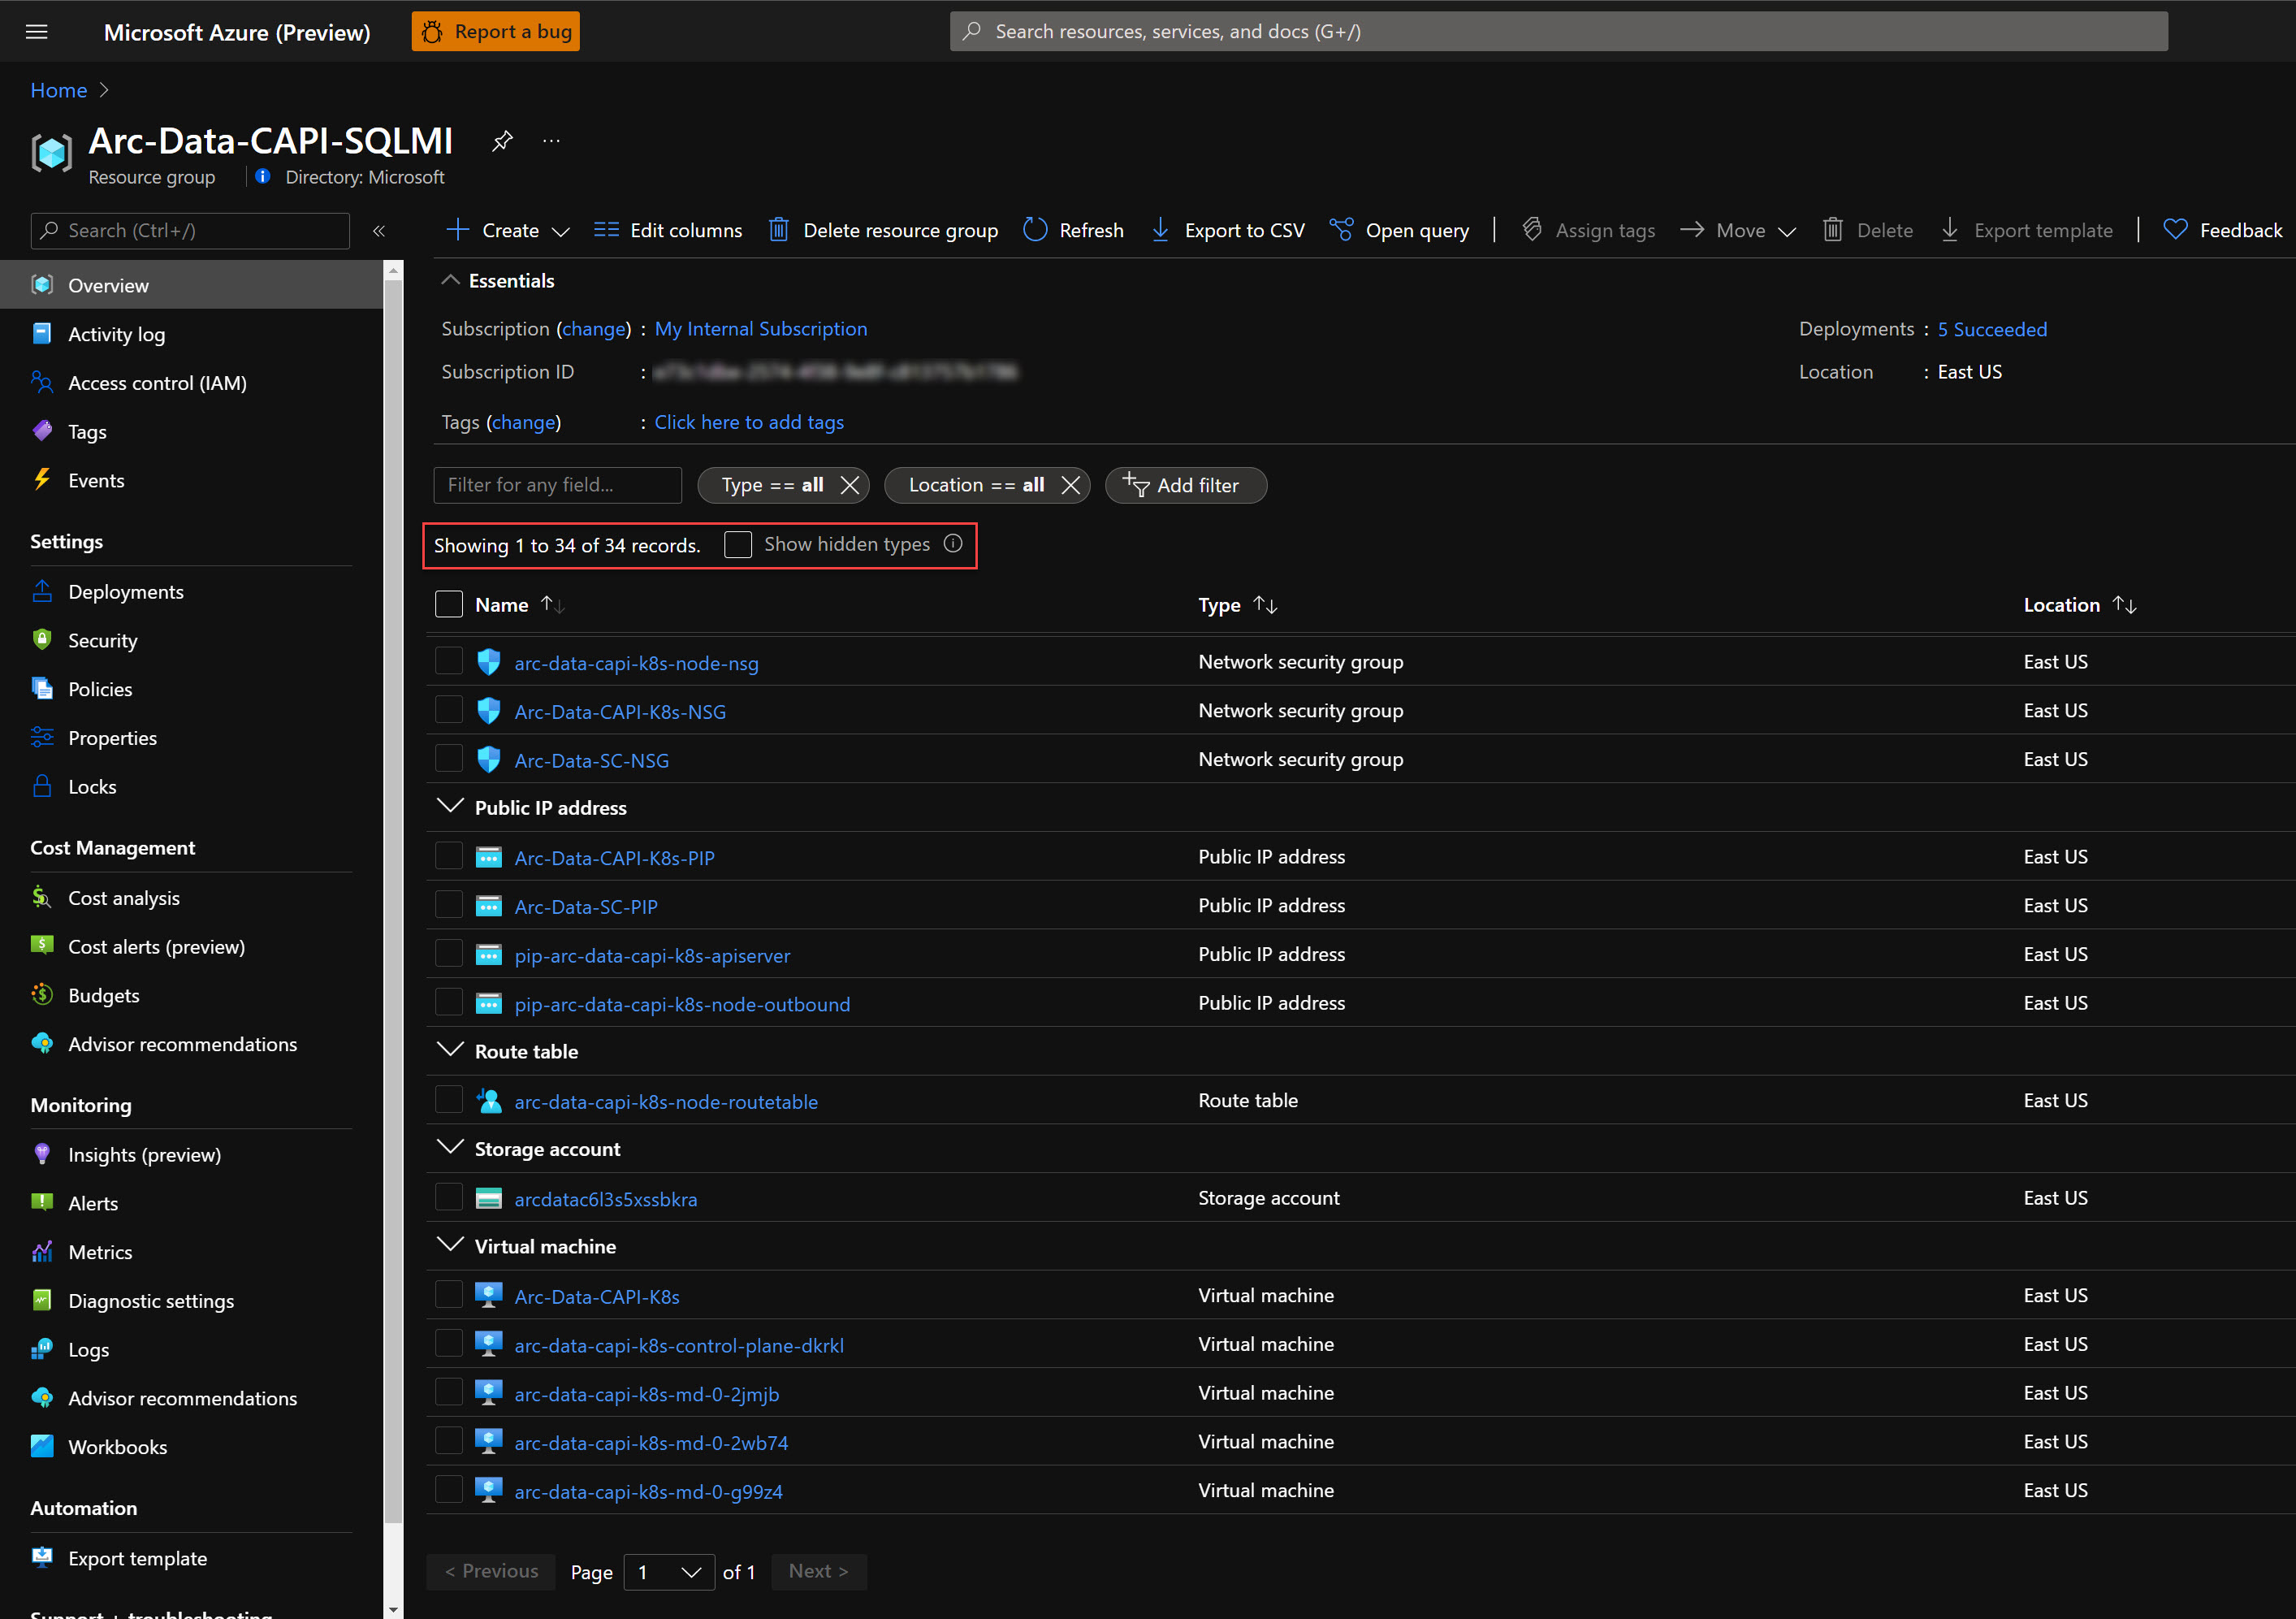 Microsoft Azure (Preview)
Report a bug
Search resources, services, and docs (G+/)
Home >
Arc-Data-CAPI-SQLMI
Resource group
Directory: Microsoft
Search (Ctrl+/)
Overview
Activity log
Access control (IAM)
Tags
Events
Settings
Deployments
Security
Policies
Properties
Locks
Cost Management
Cost analysis
Cost alerts (preview)
Budgets
Advisor recommendations
Monitoring
Insights (preview)
Alerts
Metrics
Diagnostic settings
Logs
Advisor recommendations
Workbooks
Automation
Export template
Support + troubleshooting
Create
Edit columns
Delete resource group
Refresh
Export to CSV
Open query
Assign tags
Move
Delete
Export template
Feedback
Essentials
Subscription (change) : My Internal Subscription
Subscription ID :
Tags (change) : Click here to add tags
Deployments : 5 Succeeded
Location : East US
Filter for any field...
Type == all
Location == all
Add filter
Showing 1 to 34 of 34 records.
Show hidden types
Name Type Location
arc-data-capi-k8s-node-nsg Network security group East US
Arc-Data-CAPI-K8s-NSG Network security group East US
Arc-Data-SC-NSG Network security group East US
Public IP address
Arc-Data-CAPI-K8s-PIP Public IP address East US
Arc-Data-SC-PIP Public IP address East US
pip-arc-data-capi-k8s-apiserver Public IP address East US
pip-arc-data-capi-k8s-node-outbound Public IP address East US
Route table
arc-data-capi-k8s-node-routetable Route table East US
Storage account
arcdatac6l3s5xssbkra Storage account East US
Virtual machine
Arc-Data-CAPI-K8s Virtual machine East US
arc-data-capi-k8s-control-plane-dkrkl Virtual machine East US
arc-data-capi-k8s-md-0-2jmjb Virtual machine East US
arc-data-capi-k8s-md-0-2wb74 Virtual machine East US
arc-data-capi-k8s-md-0-g99z4 Virtual machine East US
< Previous
Page 1 of 1
Next >